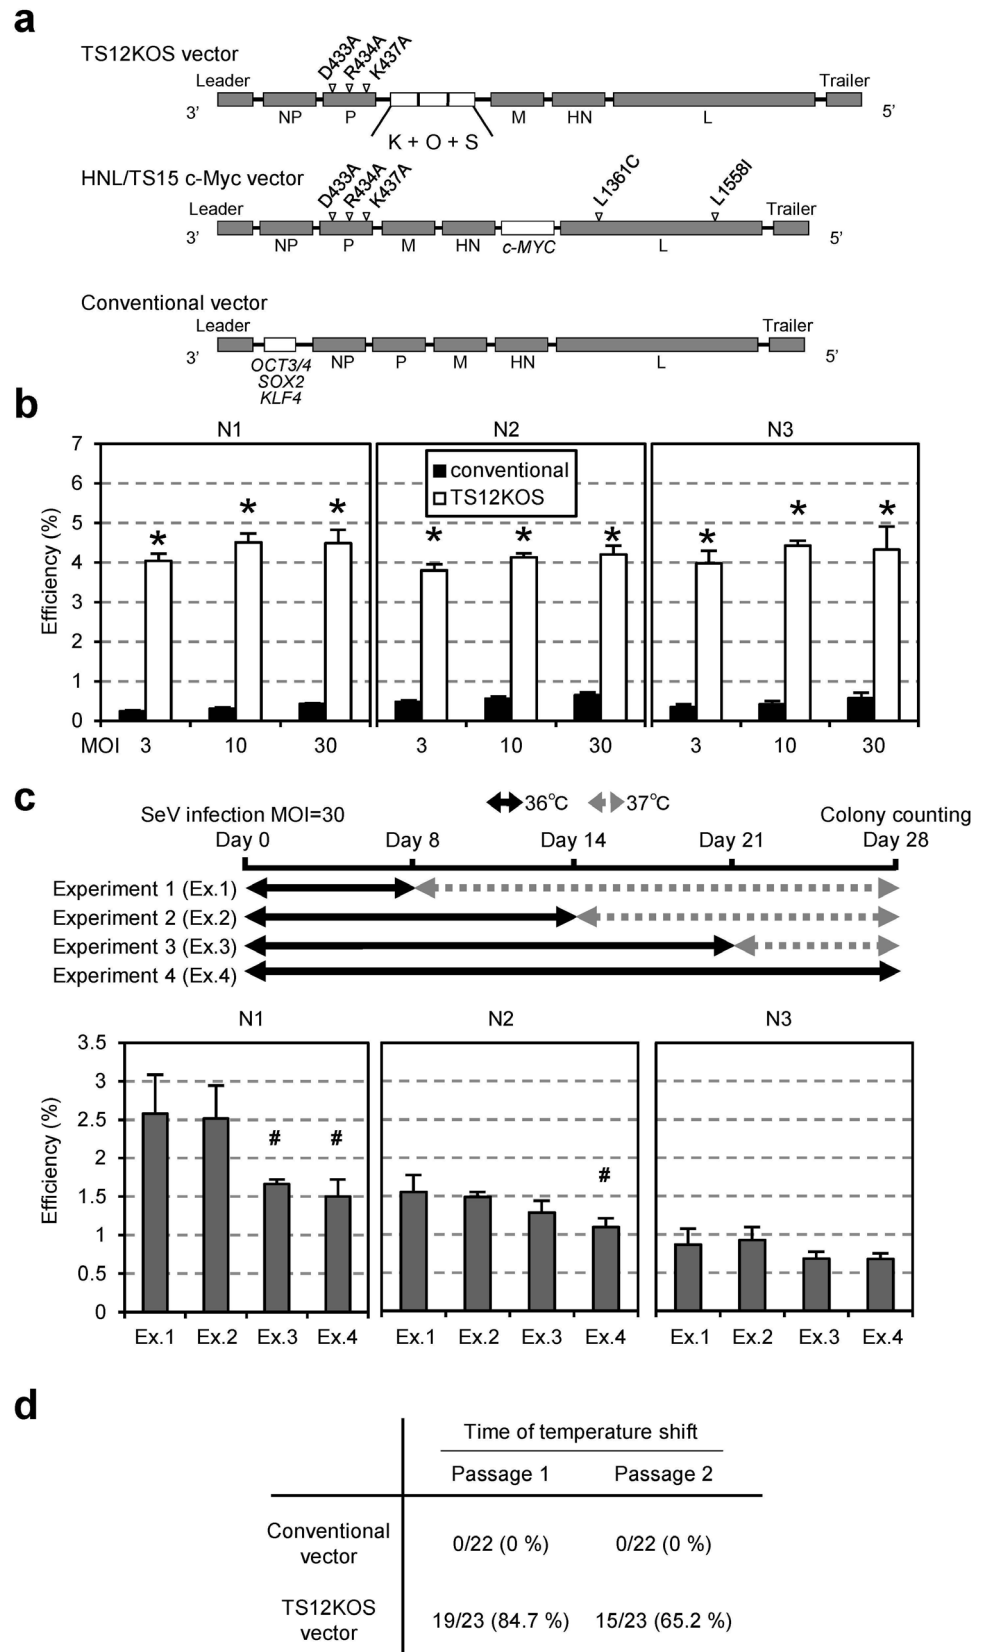 a
TS12KOS vector
D433A R434A K437A
Leader Trailer
3' NP P M HN L 5'
K + O + S
HNL/TS15 c-Myc vector
D433A R434A K437A L1361C L1558I
Leader Trailer
3' NP P M HN c-MYC L 5'
Conventional vector
Leader Trailer
3' NP P M HN L 5'
OCT3/4
SOX2
KLF4
b
N1 N2 N3
conventional
TS12KOS
Efficiency (%)
7
6
5
4
3
2
1
0
* * * * * * * * *
MOI 3 10 30 3 10 30 3 10 30
c
36°C 37°C
SeV infection MOI=30 Colony counting
Day 0 Day 8 Day 14 Day 21 Day 28
Experiment 1 (Ex.1)
Experiment 2 (Ex.2)
Experiment 3 (Ex.3)
Experiment 4 (Ex.4)
N1 N2 N3
Efficiency (%)
3.5
3
2.5
2
1.5
1
0.5
0
# # #
Ex.1 Ex.2 Ex.3 Ex.4 Ex.1 Ex.2 Ex.3 Ex.4 Ex.1 Ex.2 Ex.3 Ex.4
d
Time of temperature shift
Passage 1 Passage 2
Conventional
vector
0/22 (0 %) 0/22 (0 %)
TS12KOS
vector
19/23 (84.7 %) 15/23 (65.2 %)